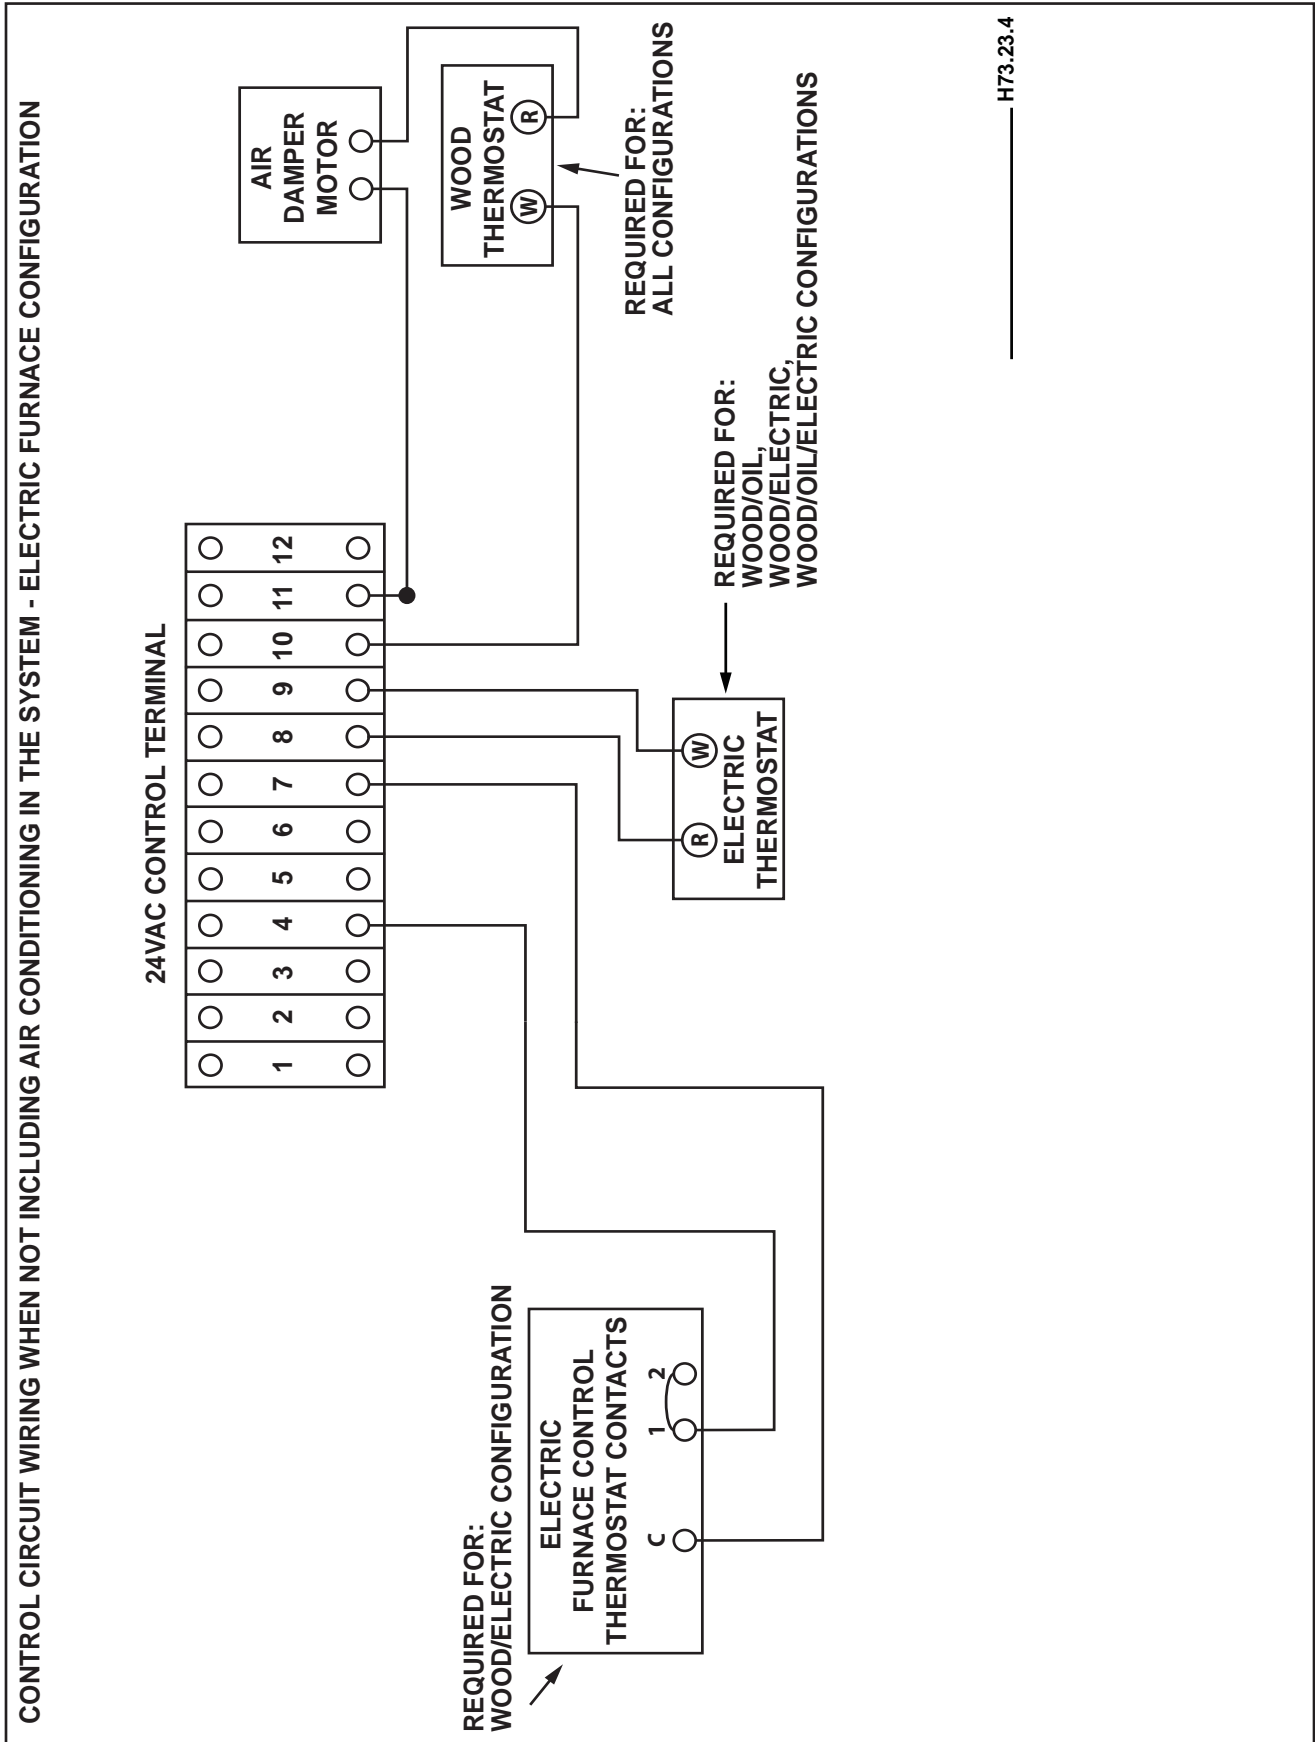 CONTROL CIRCUIT WIRING WHEN NOT INCLUDING AIR CONDITIONING IN THE SYSTEM - ELECTRIC FURNACE CONFIGURATION
24VAC CONTROL TERMINAL
1 2 3 4 5 6 7 8 9 10 11 12
AIR
DAMPER
MOTOR
WOOD
THERMOSTAT
W R
REQUIRED FOR:
ALL CONFIGURATIONS
REQUIRED FOR:
WOOD/OIL,
WOOD/ELECTRIC,
WOOD/OIL/ELECTRIC CONFIGURATIONS
R W
ELECTRIC
THERMOSTAT
REQUIRED FOR:
WOOD/ELECTRIC CONFIGURATION
ELECTRIC
FURNACE CONTROL
THERMOSTAT CONTACTS
C 1 2
H73.23.4